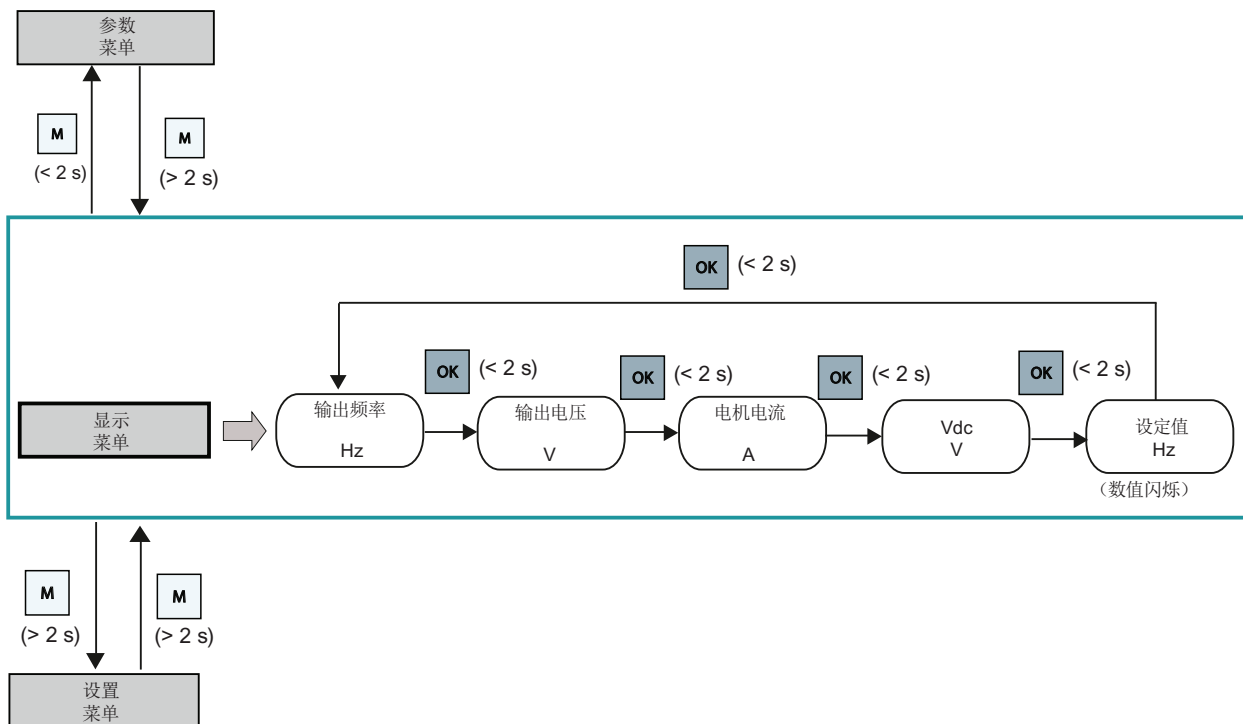 参数
菜单
M
(< 2 s)
M
(> 2 s)
OK (< 2 s)
OK (< 2 s)
OK (< 2 s)
OK (< 2 s)
OK (< 2 s)
显示
菜单
输出频率
Hz
输出电压
V
电机电流
A
Vdc
V
设定值
Hz
（数值闪烁）
M
(> 2 s)
M
(> 2 s)
设置
菜单